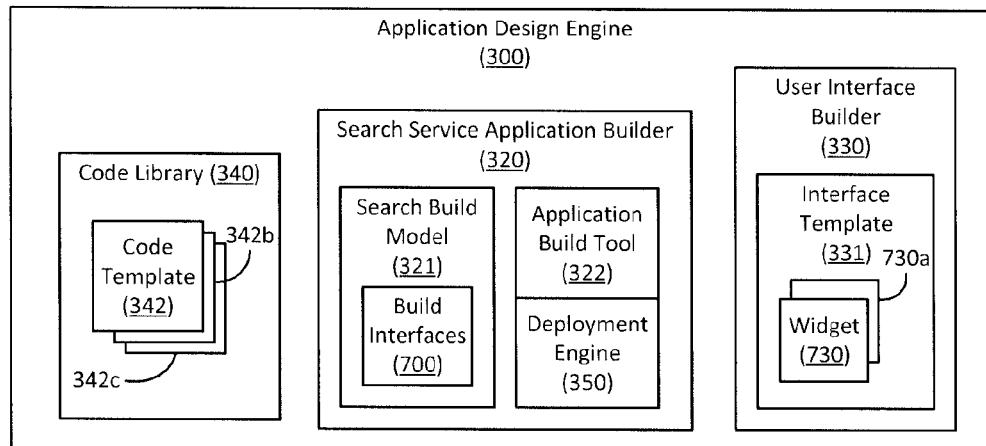 Application Design Engine
(300)
Code Library (340)
Code
Template
(342)
342b
342c
Search Service Application Builder
(320)
Search Build
Model
(321)
Build
Interfaces
(700)
Application
Build Tool
(322)
Deployment
Engine
(350)
User Interface
Builder
(330)
Interface
Template
(331)
730a
Widget
(730)